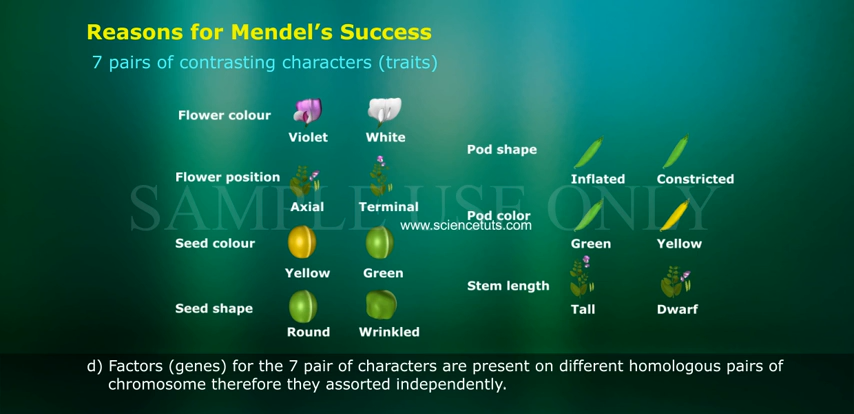 Reasons for Mendel's Success
7 pairs of contrasting characters (traits)
Flower colour
Violet
White
Flower position
Axial
Terminal
Seed colour
Yellow
Green
Seed shape
Round
Wrinkled
Pod shape
Inflated
Constricted
Pod color
Green
Yellow
Stem length
Tall
Dwarf
SAMPLE USE ONLY
www.sciencetuts.com
d) Factors (genes) for the 7 pair of characters are present on different homologous pairs of
chromosome therefore they assorted independently.